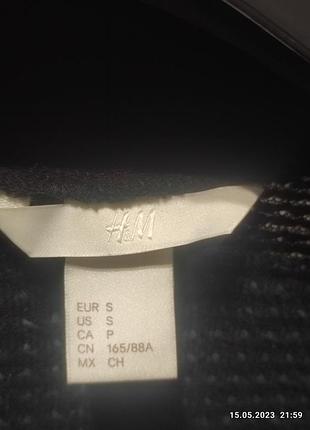 H&M
EUR S
US S
CA P
CN 165/88A
MX CH
15.05.2023 21:59